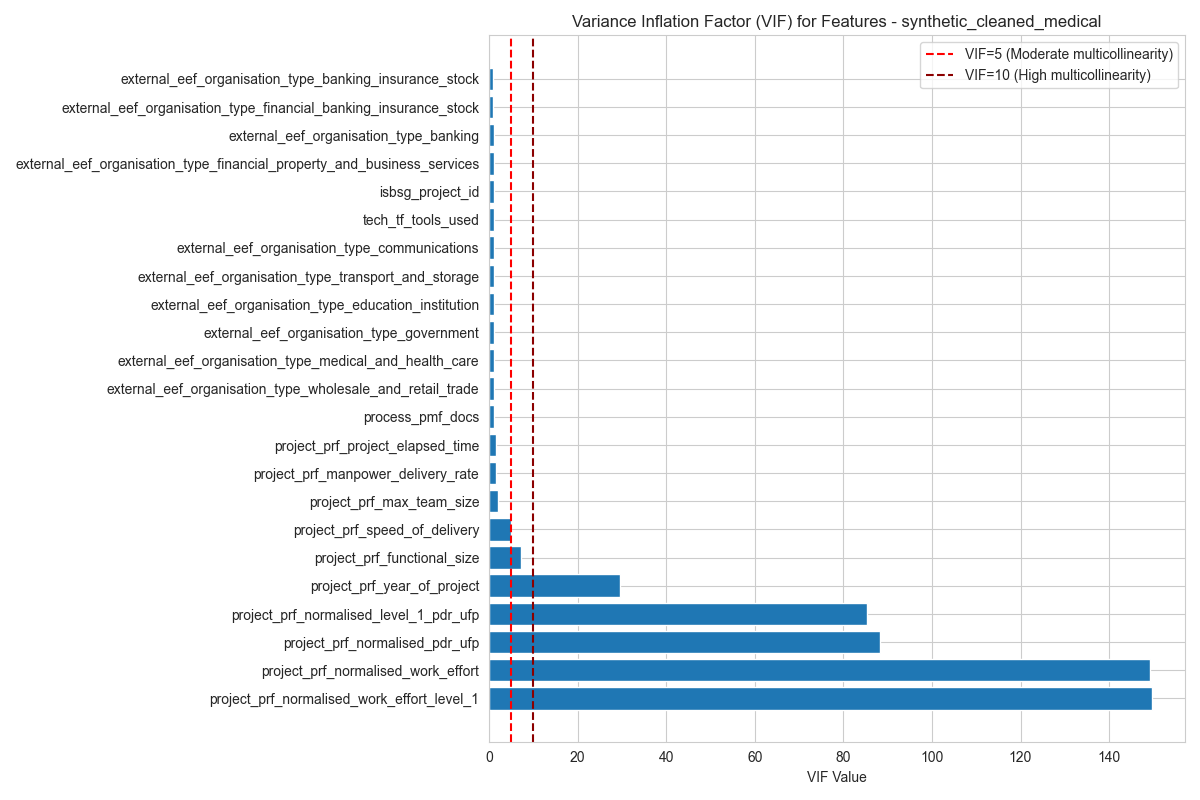 Variance Inflation Factor (VIF) for Features - synthetic_cleaned_medical
VIF=5 (Moderate multicollinearity)
VIF=10 (High multicollinearity)
external_eef_organisation_type_banking_insurance_stock
external_eef_organisation_type_financial_banking_insurance_stock
external_eef_organisation_type_banking
external_eef_organisation_type_financial_property_and_business_services
isbsg_project_id
tech_tf_tools_used
external_eef_organisation_type_communications
external_eef_organisation_type_transport_and_storage
external_eef_organisation_type_education_institution
external_eef_organisation_type_government
external_eef_organisation_type_medical_and_health_care
external_eef_organisation_type_wholesale_and_retail_trade
process_pmf_docs
project_prf_project_elapsed_time
project_prf_manpower_delivery_rate
project_prf_max_team_size
project_prf_speed_of_delivery
project_prf_functional_size
project_prf_year_of_project
project_prf_normalised_level_1_pdr_ufp
project_prf_normalised_pdr_ufp
project_prf_normalised_work_effort
project_prf_normalised_work_effort_level_1
0 20 40 60 80 100 120 140
VIF Value